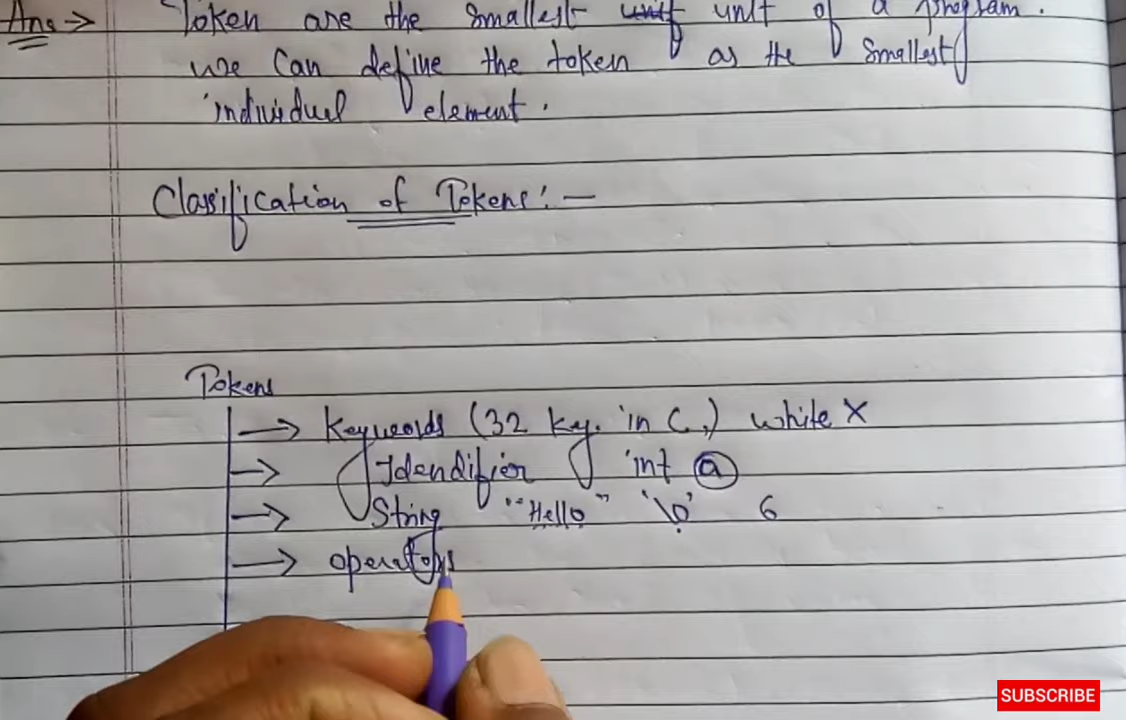 Ans → Token are the smallest unit of a program.
we can define the token as the smallest
individual element.
Classification of Tokens :-
Tokens
→ Keywords (32 key. in C,) while X
→ Idendifier int a
→ String "Hello" '\0' 6
→ operators
SUBSCRIBE